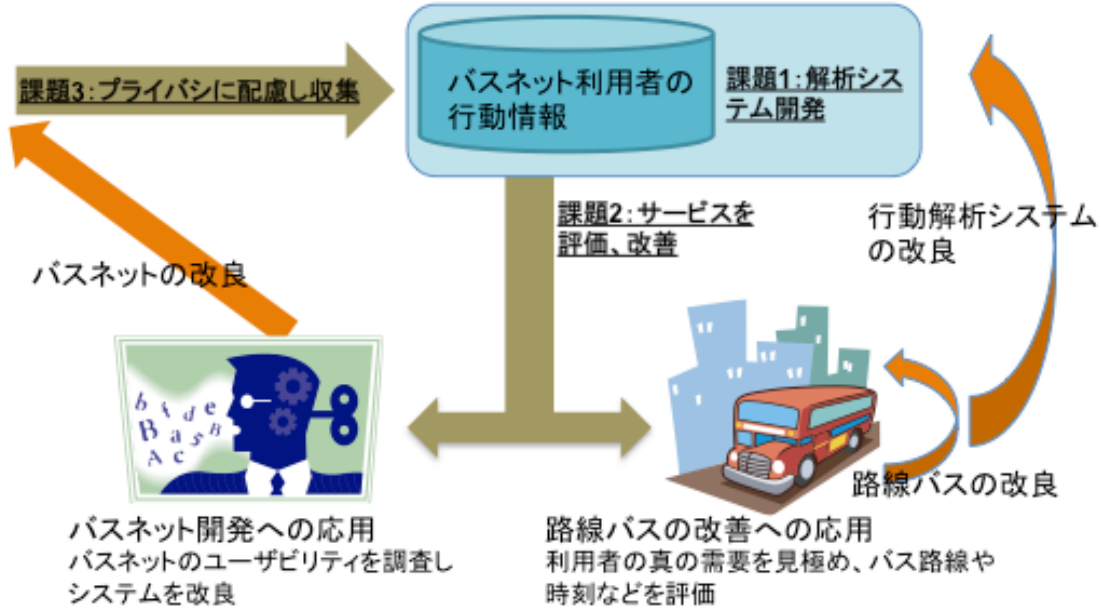 課題3:プライバシに配慮し収集
バスネット利用者の
行動情報
課題1:解析シス
テム開発
課題2:サービスを
評価、改善
行動解析システム
の改良
バスネットの改良
b f d e
B a s B
A c
路線バスの改良
バスネット開発への応用
バスネットのユーザビリティを調査し
システムを改良
路線バスの改善への応用
利用者の真の需要を見極め、バス路線や
時刻などを評価